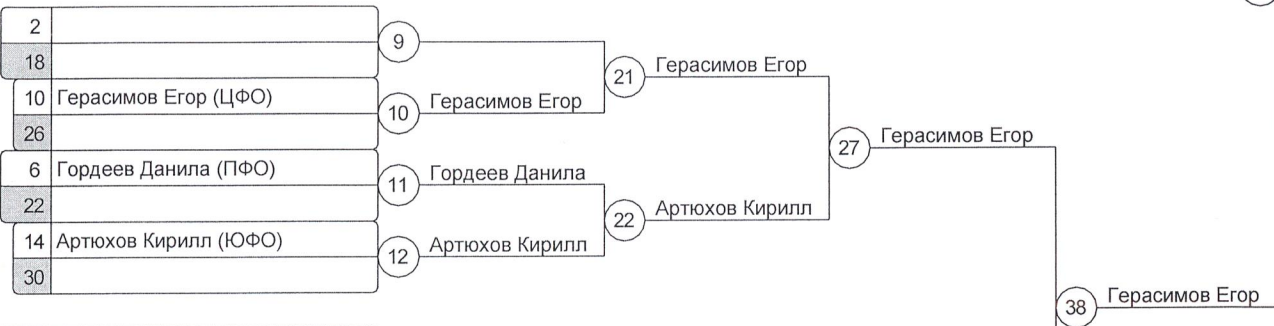 2
9
18
21 Герасимов Егор
10 Герасимов Егор (ЦФО)
10 Герасимов Егор
26
27 Герасимов Егор
6 Гордеев Данила (ПФО)
11 Гордеев Данила
22
22 Артюхов Кирилл
14 Артюхов Кирилл (ЮФО)
12 Артюхов Кирилл
30
38 Герасимов Егор